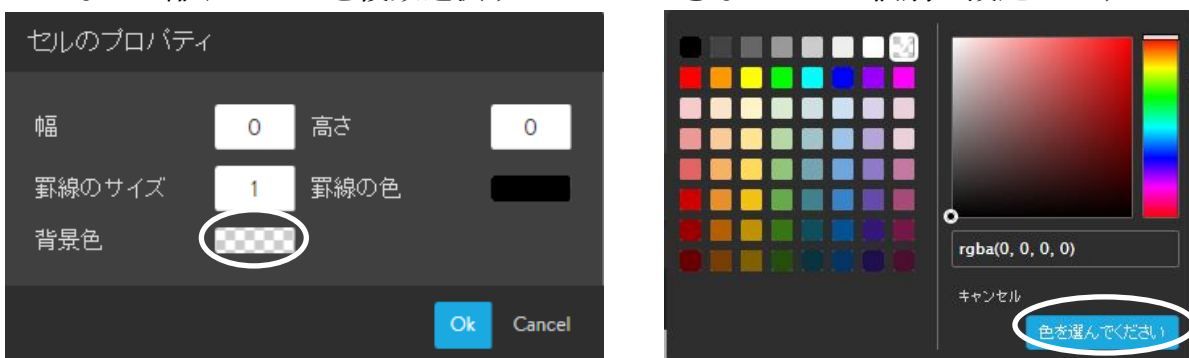 セルのプロパティ
幅 0 高さ 0
罫線のサイズ 1 罫線の色
背景色
Ok Cancel
rgba(0, 0, 0, 0)
キャンセル
色を選んでください